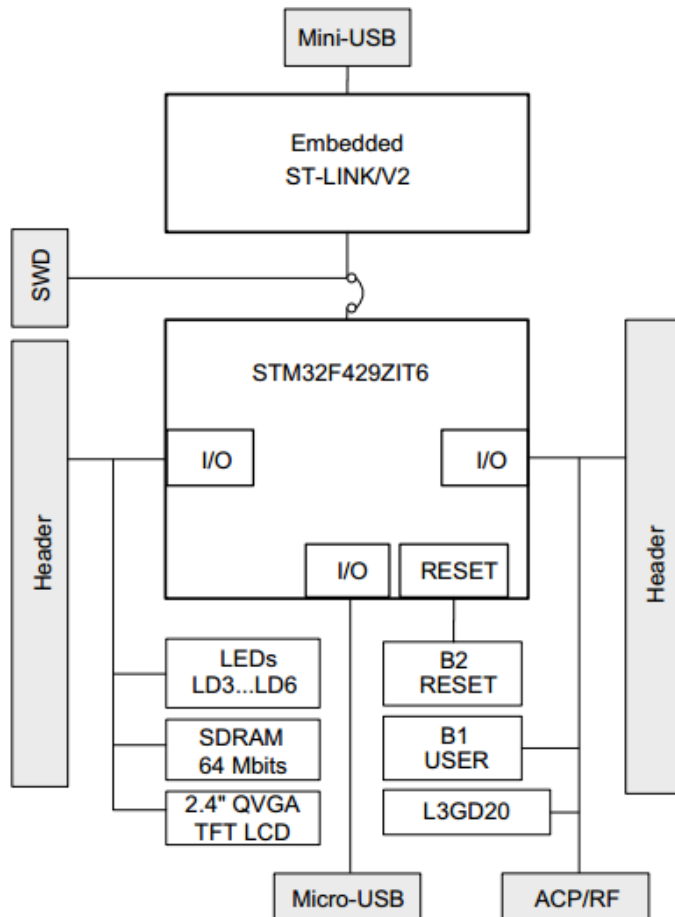 Mini-USB
Embedded
ST-LINK/V2
SWD
STM32F429ZIT6
I/O
I/O
Header
Header
I/O
RESET
LEDs
LD3...LD6
B2
RESET
SDRAM
64 Mbits
B1
USER
2.4" QVGA
TFT LCD
L3GD20
Micro-USB
ACP/RF